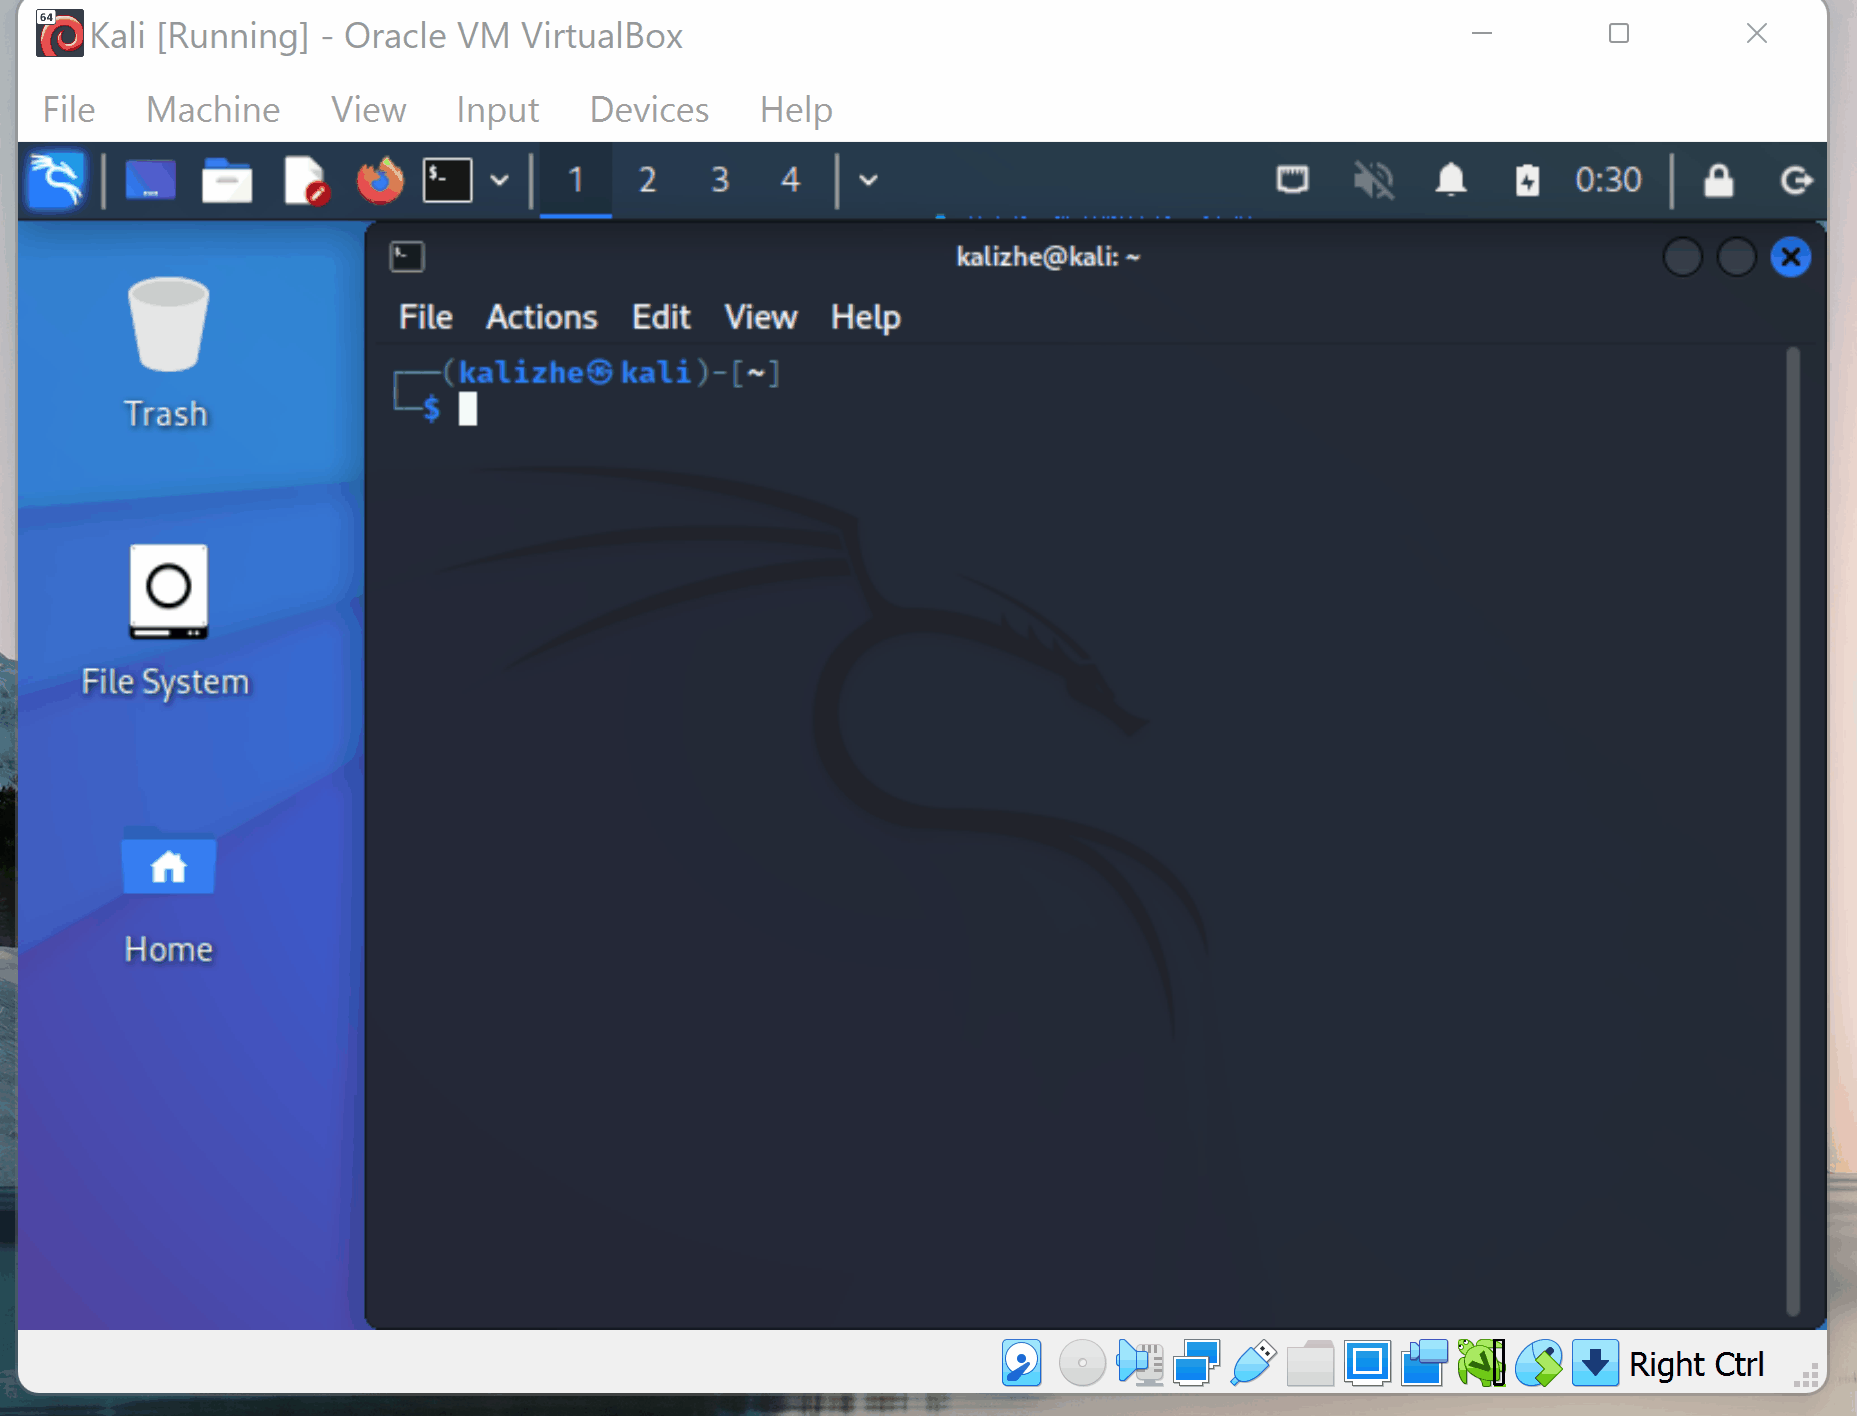 64
Kali [Running] - Oracle VM VirtualBox
File Machine View Input Devices Help
$- 1 2 3 4 0:30
kalizhe@kali: ~
File Actions Edit View Help
(kalizhe㉿kali)-[~]
$
Trash
File System
Home
V
Right Ctrl